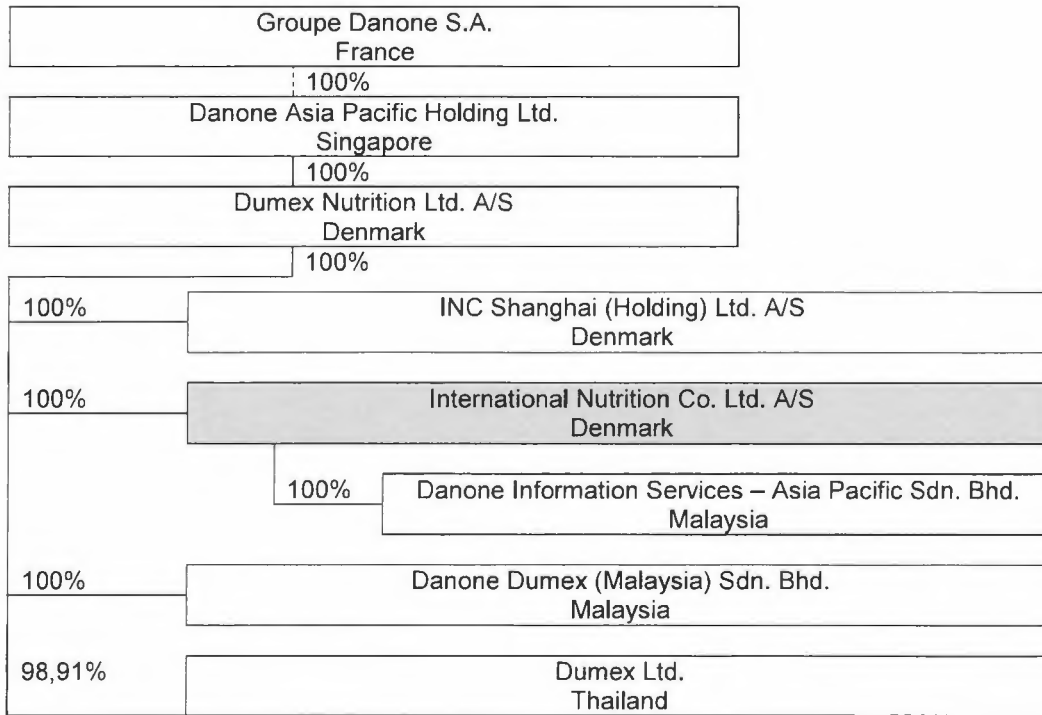 Groupe Danone S.A.
France
100%
Danone Asia Pacific Holding Ltd.
Singapore
100%
Dumex Nutrition Ltd. A/S
Denmark
100%
100%
INC Shanghai (Holding) Ltd. A/S
Denmark
100%
International Nutrition Co. Ltd. A/S
Denmark
100%
Danone Information Services – Asia Pacific Sdn. Bhd.
Malaysia
100%
Danone Dumex (Malaysia) Sdn. Bhd.
Malaysia
98,91%
Dumex Ltd.
Thailand